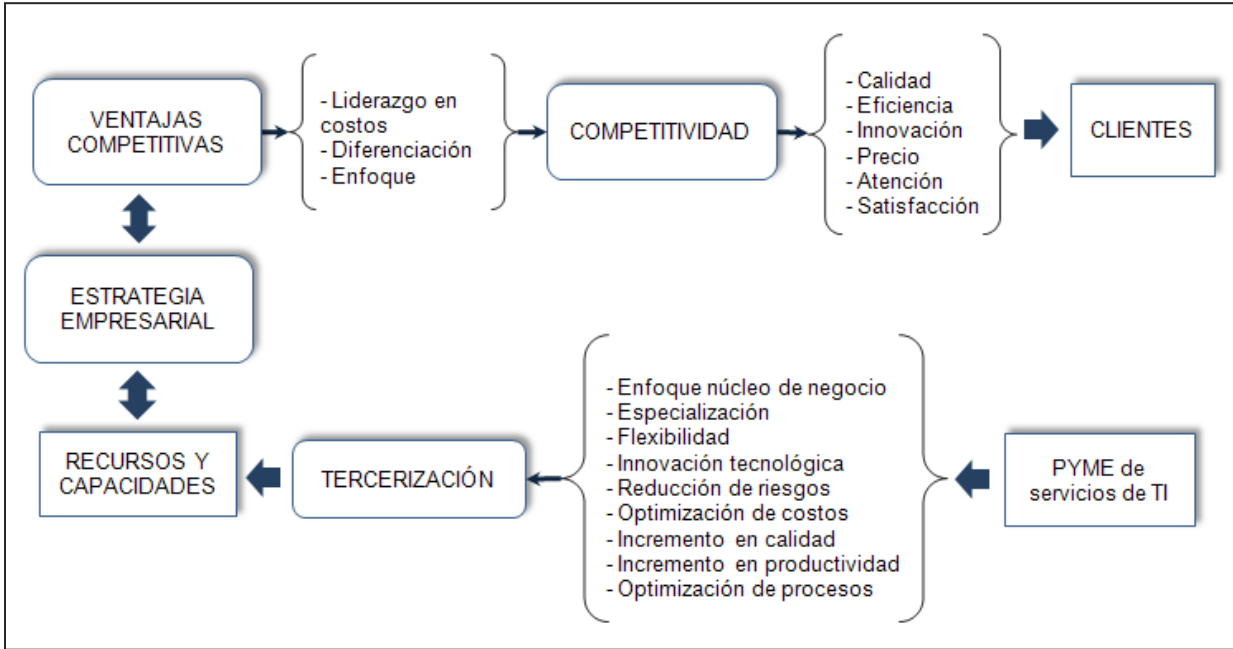 VENTAJAS
COMPETITIVAS
- Liderazgo en
costos
- Diferenciación
- Enfoque
COMPETITIVIDAD
- Calidad
- Eficiencia
- Innovación
- Precio
- Atención
- Satisfacción
CLIENTES
ESTRATEGIA
EMPRESARIAL
RECURSOS Y
CAPACIDADES
TERCERIZACIÓN
- Enfoque núcleo de negocio
- Especialización
- Flexibilidad
- Innovación tecnológica
- Reducción de riesgos
- Optimización de costos
- Incremento en calidad
- Incremento en productividad
- Optimización de procesos
PYME de
servicios de TI